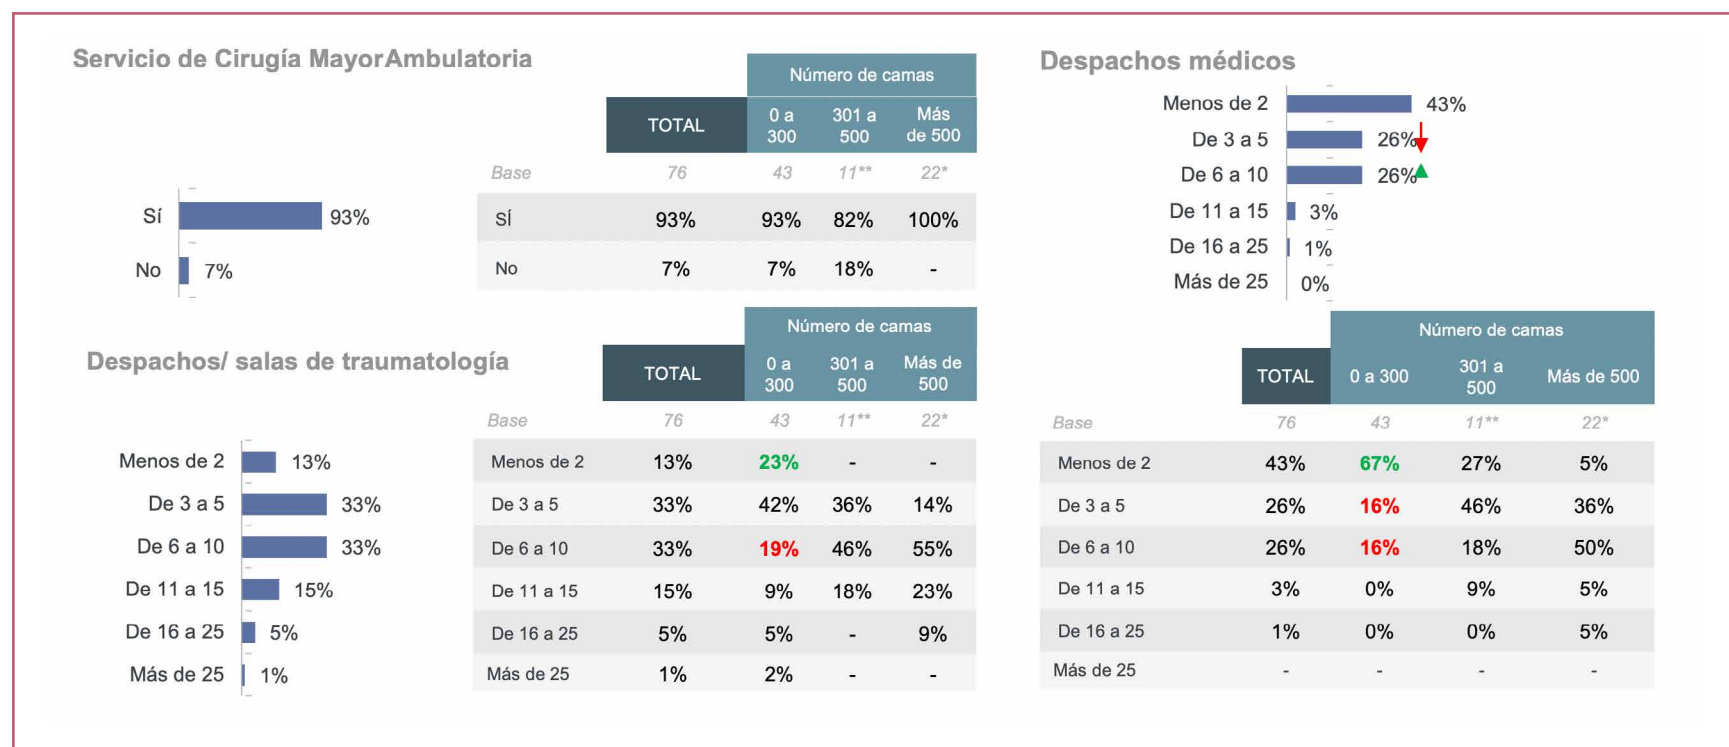 Servicio de Cirugía MayorAmbulatoria
Número de camas
TOTAL
0 a 300
301 a 500
Más de 500
Base 76 43 11** 22*
Sí 93%
No 7%
SÍ 93% 93% 82% 100%
No 7% 7% 18% -
Despachos/ salas de traumatología
Número de camas
TOTAL
0 a 300
301 a 500
Más de 500
Base 76 43 11** 22*
Menos de 2 13%
De 3 a 5 33%
De 6 a 10 33%
De 11 a 15 15%
De 16 a 25 5%
Más de 25 1%
Menos de 2 13% 23% - -
De 3 a 5 33% 42% 36% 14%
De 6 a 10 33% 19% 46% 55%
De 11 a 15 15% 9% 18% 23%
De 16 a 25 5% 5% - 9%
Más de 25 1% 2% - -
Despachos médicos
Menos de 2 43%
De 3 a 5 26%
De 6 a 10 26%
De 11 a 15 3%
De 16 a 25 1%
Más de 25 0%
Número de camas
TOTAL
0 a 300
301 a 500
Más de 500
Base 76 43 11** 22*
Menos de 2 43% 67% 27% 5%
De 3 a 5 26% 16% 46% 36%
De 6 a 10 26% 16% 18% 50%
De 11 a 15 3% 0% 9% 5%
De 16 a 25 1% 0% 0% 5%
Más de 25 - - - -